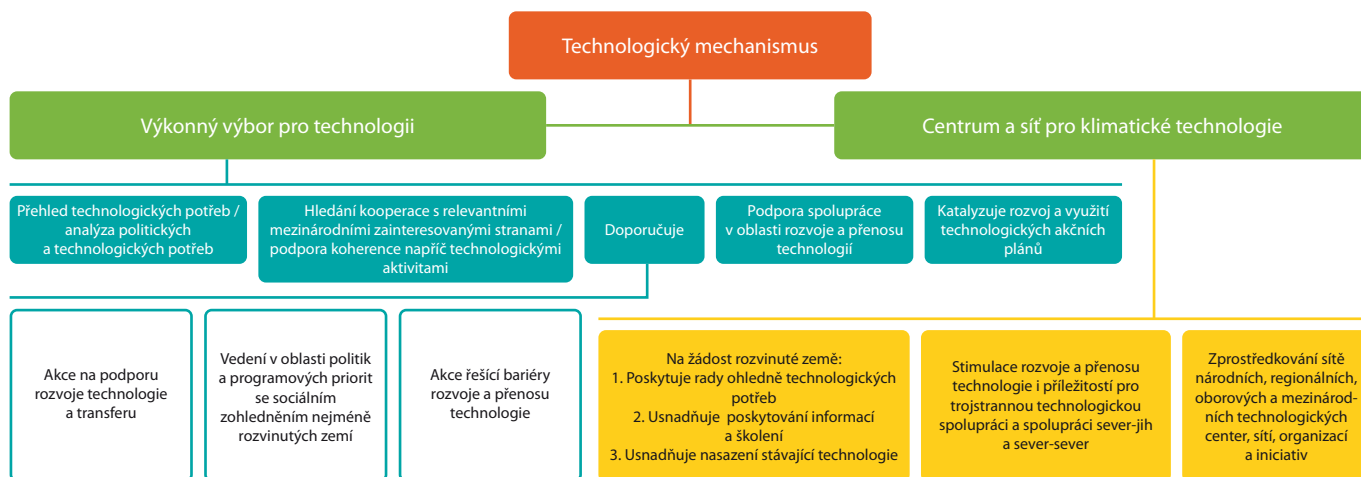 Technologický mechanismus
Výkonný výbor pro technologii
Centrum a síť pro klimatické technologie
Přehled technologických potřeb /
analýza politických
a technologických potřeb
Hledání kooperace s relevantními
mezinárodními zainteresovanými stranami /
podpora koherence napříč technologickými
aktivitami
Doporučuje
Podpora spolupráce
v oblasti rozvoje a přenosu
technologií
Katalyzuje rozvoj a využití
technologických akčních
plánů
Akce na podporu
rozvoje technologie
a transferu
Vedení v oblasti politik
a programových priorit
se sociálním
zohledněním nejméně
rozvinutých zemí
Akce řešící bariéry
rozvoje a přenosu
technologie
Na žádost rozvinuté země:
1. Poskytuje rady ohledně technologických
potřeb
2. Usnadňuje poskytování informací
a školení
3. Usnadňuje nasazení stávající technologie
Stimulace rozvoje a přenosu
technologie i příležitostí pro
trojstrannou technologickou
spolupráci a spolupráci sever-jih
a sever-sever
Zprostředkování sítě
národních, regionálních,
oborových a mezinárod-
ních technologických
center, sítí, organizací
a iniciativ